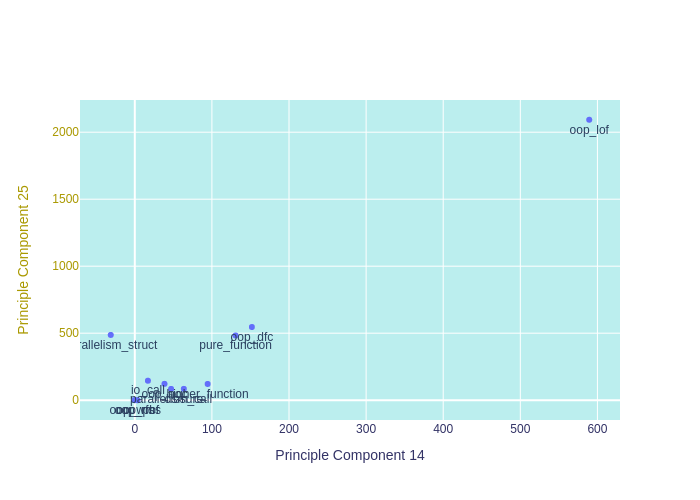 2000
1500
1000
500
0
0
100
200
300
400
500
600
Principle Component 14
Principle Component 25
oop_lof
oop_dfc
pure_function
rallelism_struct
io_call
higher_function